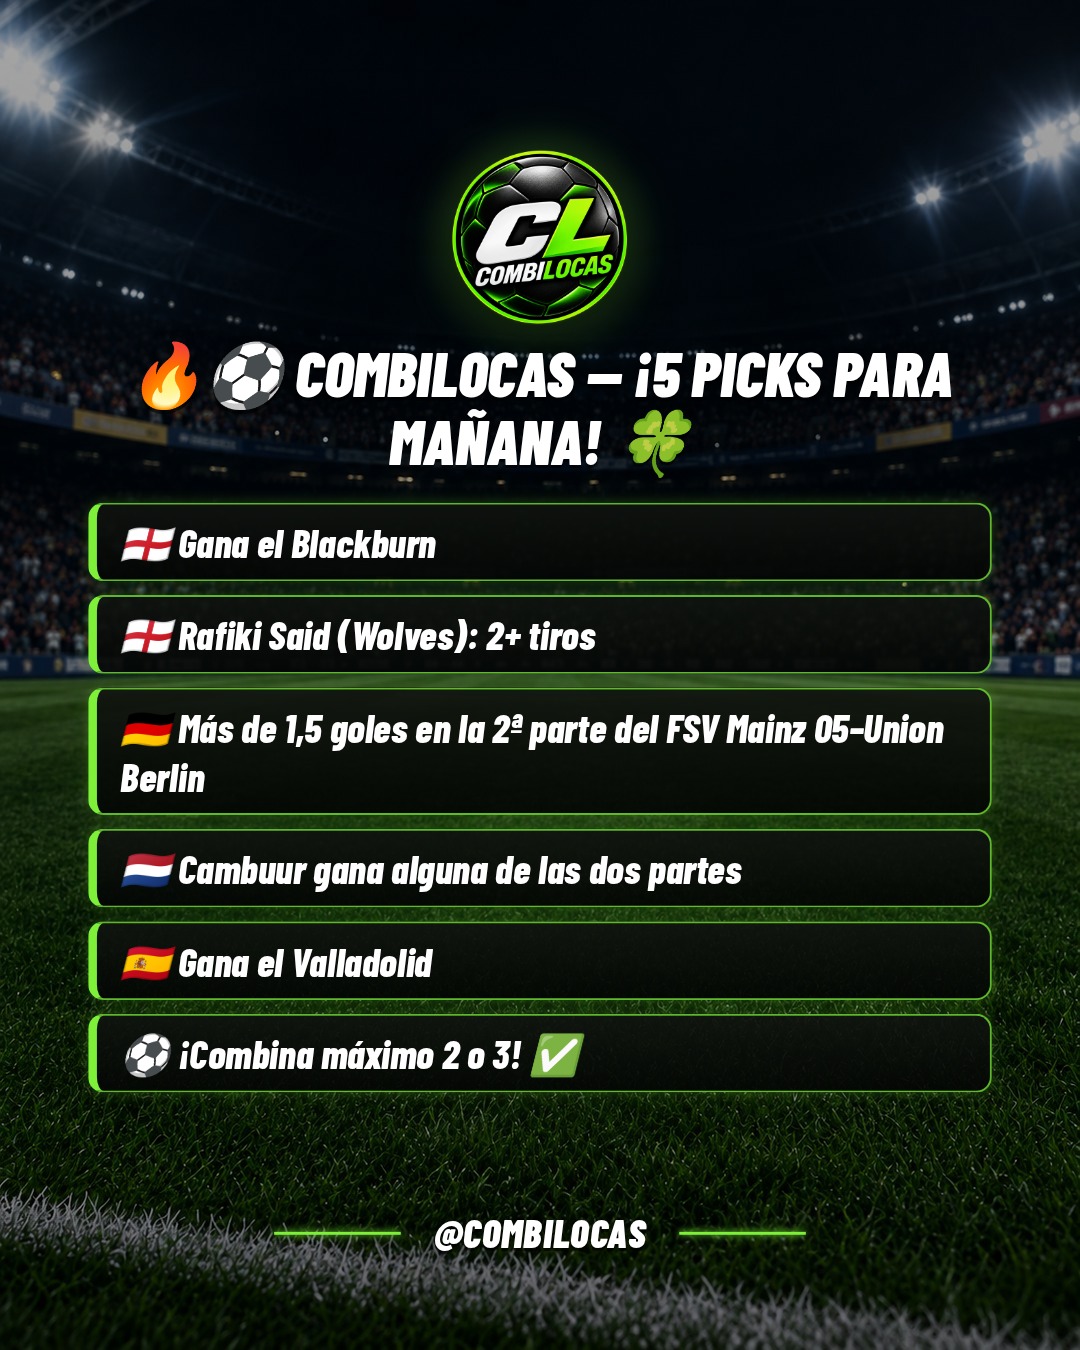 CL
COMBILOCAS
🔥⚽ COMBILOCAS – ¡5 PICKS PARA
MAÑANA! 🍀
🏴󠁧󠁢󠁥󠁮󠁧󠁿 Gana el Blackburn
🏴󠁧󠁢󠁥󠁮󠁧󠁿 Rafiki Said (Wolves): 2+ tiros
🇩🇪 Más de 1,5 goles en la 2ª parte del FSV Mainz 05-Union
Berlin
🇳🇱 Cambuur gana alguna de las dos partes
🇪🇸 Gana el Valladolid
⚽ ¡Combina máximo 2 o 3! ✅
@COMBILOCAS